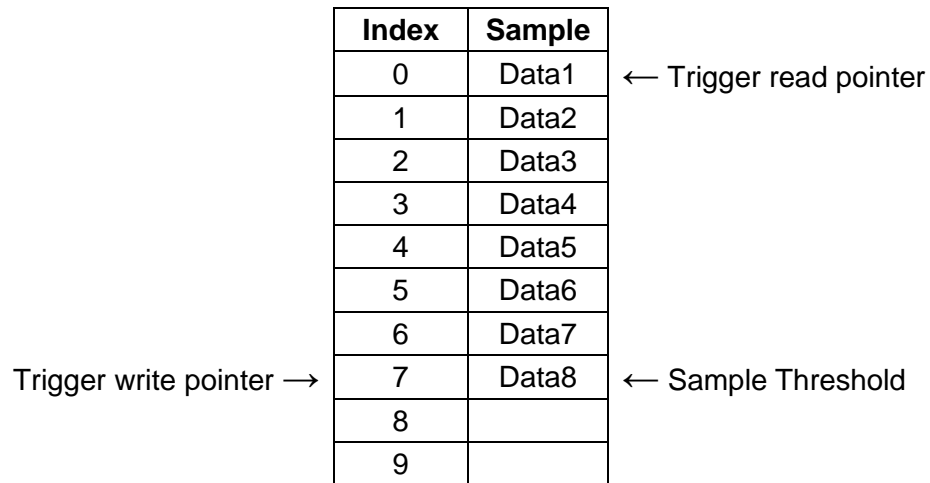 Index Sample
0 Data1 ← Trigger read pointer
1 Data2
2 Data3
3 Data4
4 Data5
5 Data6
6 Data7
Trigger write pointer → 7 Data8 ← Sample Threshold
8
9